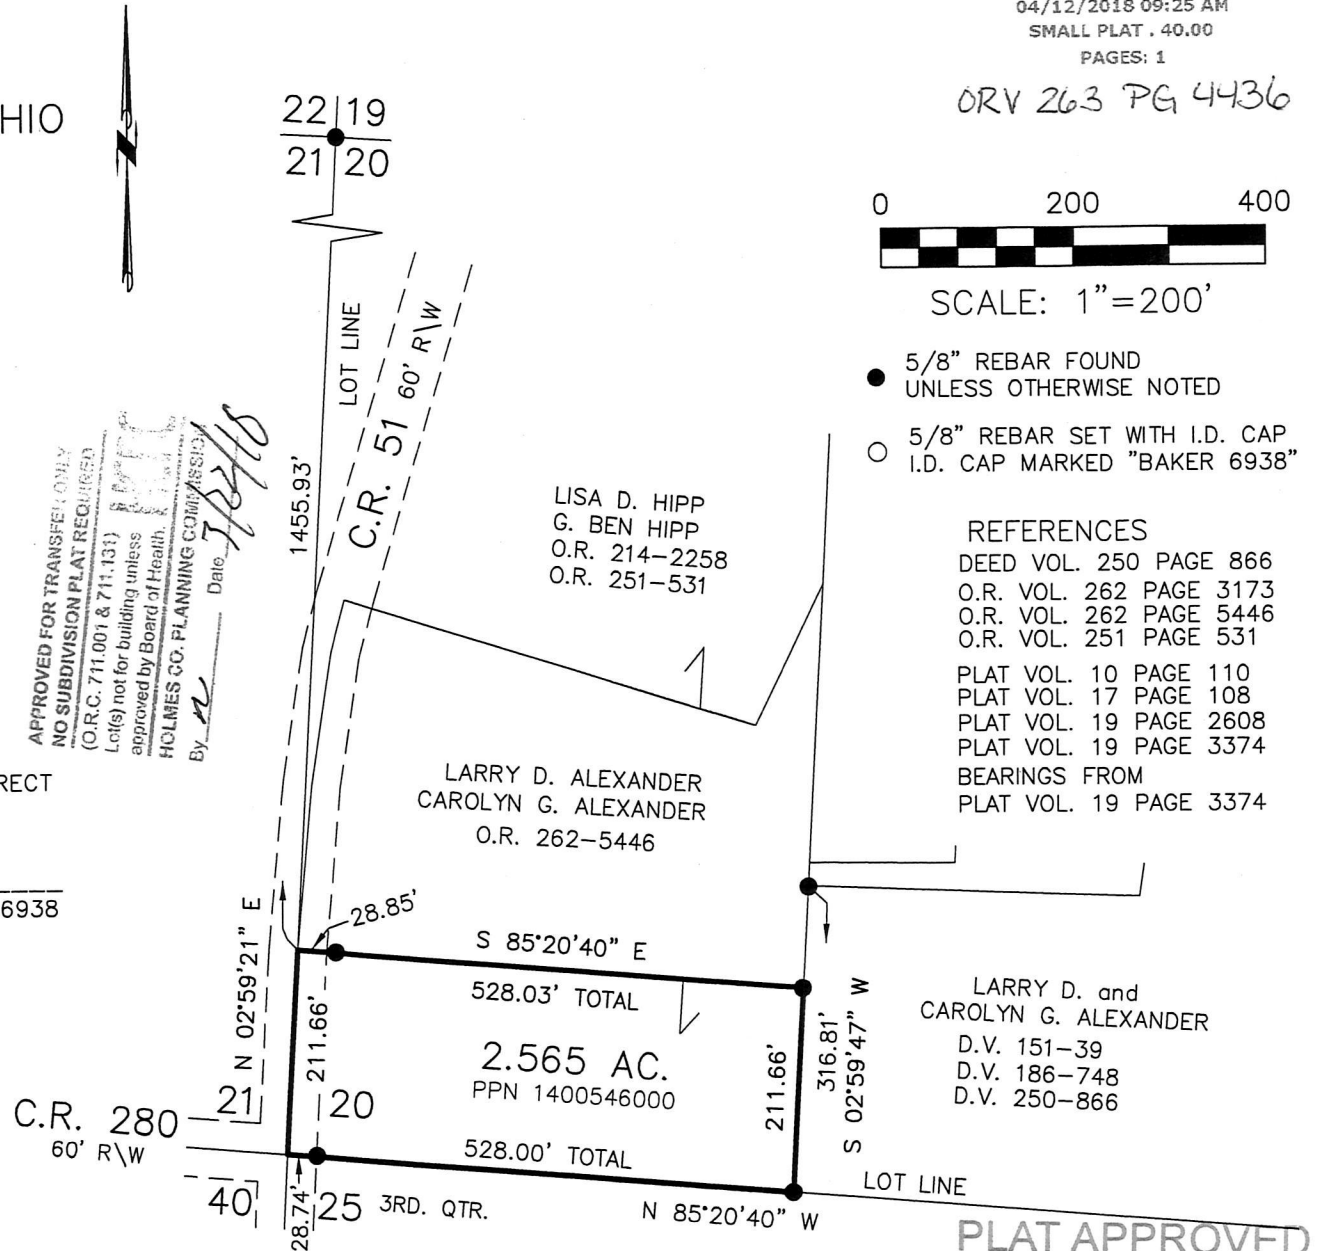 04/12/2018 09:25 AM
SMALL PLAT . 40.00
PAGES: 1
ORV 263 PG 4436
HIO
22 19
21 20
0 200 400
SCALE: 1"=200'
5/8" REBAR FOUND
UNLESS OTHERWISE NOTED
5/8" REBAR SET WITH I.D. CAP
I.D. CAP MARKED "BAKER 6938"
REFERENCES
DEED VOL. 250 PAGE 866
O.R. VOL. 262 PAGE 3173
O.R. VOL. 262 PAGE 5446
O.R. VOL. 251 PAGE 531
PLAT VOL. 10 PAGE 110
PLAT VOL. 17 PAGE 108
PLAT VOL. 19 PAGE 2608
PLAT VOL. 19 PAGE 3374
BEARINGS FROM
PLAT VOL. 19 PAGE 3374
LOT LINE
1455.93'
C.R. 51 60' R\W
APPROVED FOR TRANSFER ONLY
NO SUBDIVISION PLAT REQUIRED
(O.R.C. 711.001 & 711.131)
Lot(s) not for building unless
approved by Board of Health.
HOLMES CO. PLANNING COMMISSION
By Date
LISA D. HIPP
G. BEN HIPP
O.R. 214-2258
O.R. 251-531
RECT
6938
LARRY D. ALEXANDER
CAROLYN G. ALEXANDER
O.R. 262-5446
28.85'
S 85°20'40" E
528.03' TOTAL
N 02°59'21" E
211.66'
2.565 AC.
PPN 1400546000
211.66'
316.81'
S 02°59'47" W
LARRY D. and
CAROLYN G. ALEXANDER
D.V. 151-39
D.V. 186-748
D.V. 250-866
21 20
C.R. 280
60' R\W
528.00' TOTAL
LOT LINE
40 25 3RD. QTR.
28.74'
N 85°20'40" W
PLAT APPROVED